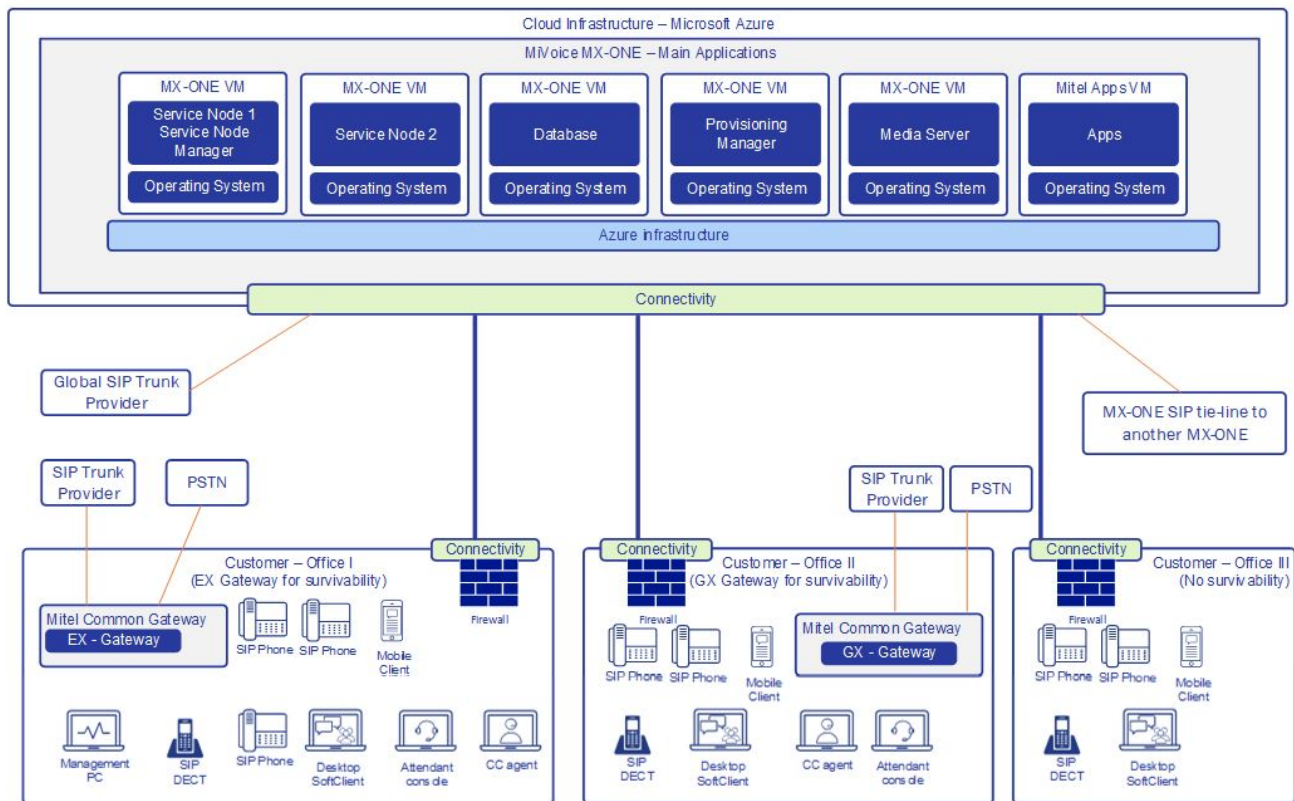 Cloud Infrastructure – Microsoft Azure
MiVoice MX-ONE – Main Applications
MX-ONE VM
Service Node 1
Service Node
Manager
Operating System
MX-ONE VM
Service Node 2
Operating System
MX-ONE VM
Database
Operating System
MX-ONE VM
Provisioning
Manager
Operating System
MX-ONE VM
Media Server
Operating System
Mitel Apps VM
Apps
Operating System
Azure infrastructure
Connectivity
Global SIP Trunk
Provider
MX-ONE SIP tie-line to
another MX-ONE
SIP Trunk
Provider
PSTN
SIP Trunk
Provider
PSTN
Connectivity
Customer – Office I
(EX Gateway for survivability)
Firewall
Mitel Common Gateway
EX - Gateway
SIP Phone
SIP Phone
Mobile
Client
Management
PC
SIP
DECT
SIP Phone
Desktop
SoftClient
Attendant
console
CC agent
Connectivity
Customer – Office II
(GX Gateway for survivability)
Firewall
Mitel Common Gateway
GX - Gateway
SIP Phone
SIP Phone
Mobile
Client
SIP
DECT
Desktop
SoftClient
CC agent
Attendant
console
Connectivity
Customer – Office III
(No survivability)
Firewall
SIP Phone
SIP Phone
Mobile
Client
SIP
DECT
Desktop
SoftClient